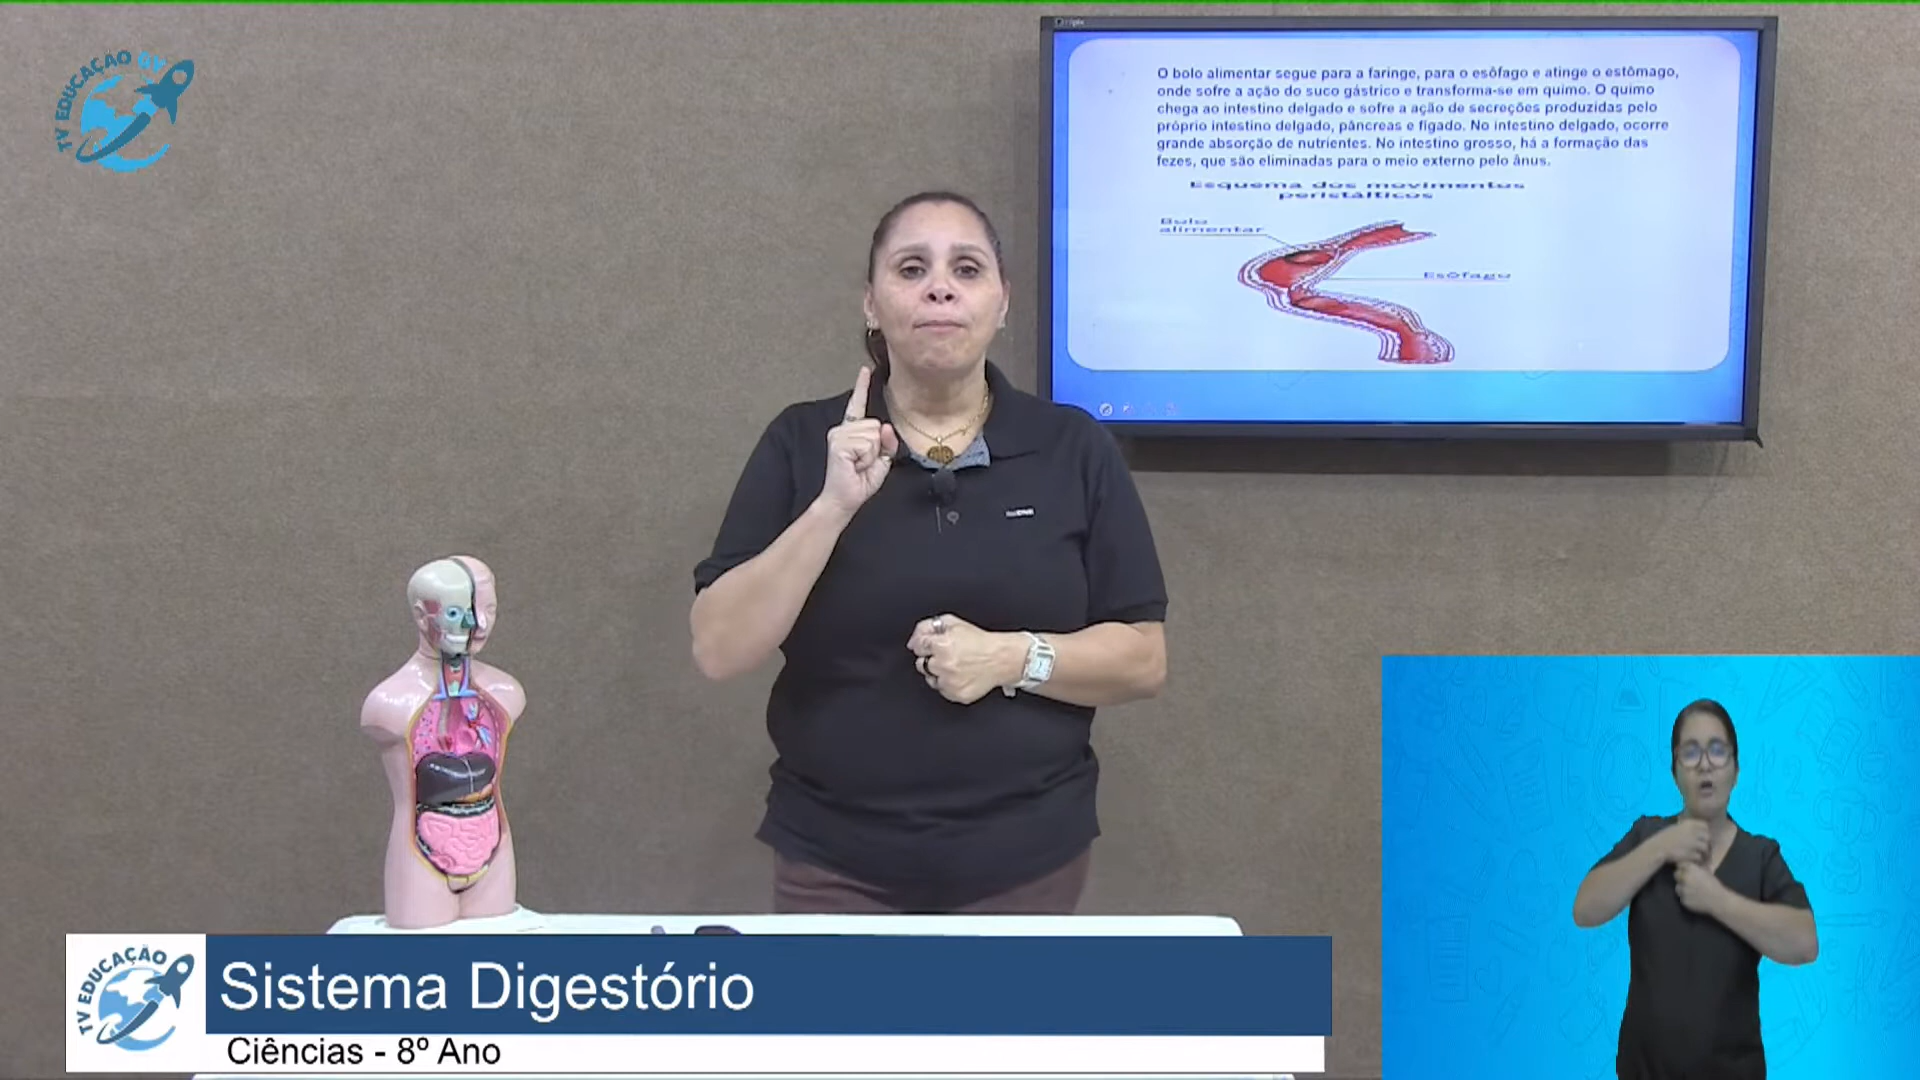 TV EDUCAÇÃO GV
O bolo alimentar segue para a faringe, para o esôfago e atinge o estômago,
onde sofre a ação do suco gástrico e transforma-se em quimo. O quimo
chega ao intestino delgado e sofre a ação de secreções produzidas pelo
próprio intestino delgado, pâncreas e fígado. No intestino delgado, ocorre
grande absorção de nutrientes. No intestino grosso, há a formação das
fezes, que são eliminadas para o meio externo pelo ânus.
Esquema dos movimentos
peristálticos
Bolo
alimentar
Esôfago
TV EDUCAÇÃO
Sistema Digestório
Ciências - 8º Ano